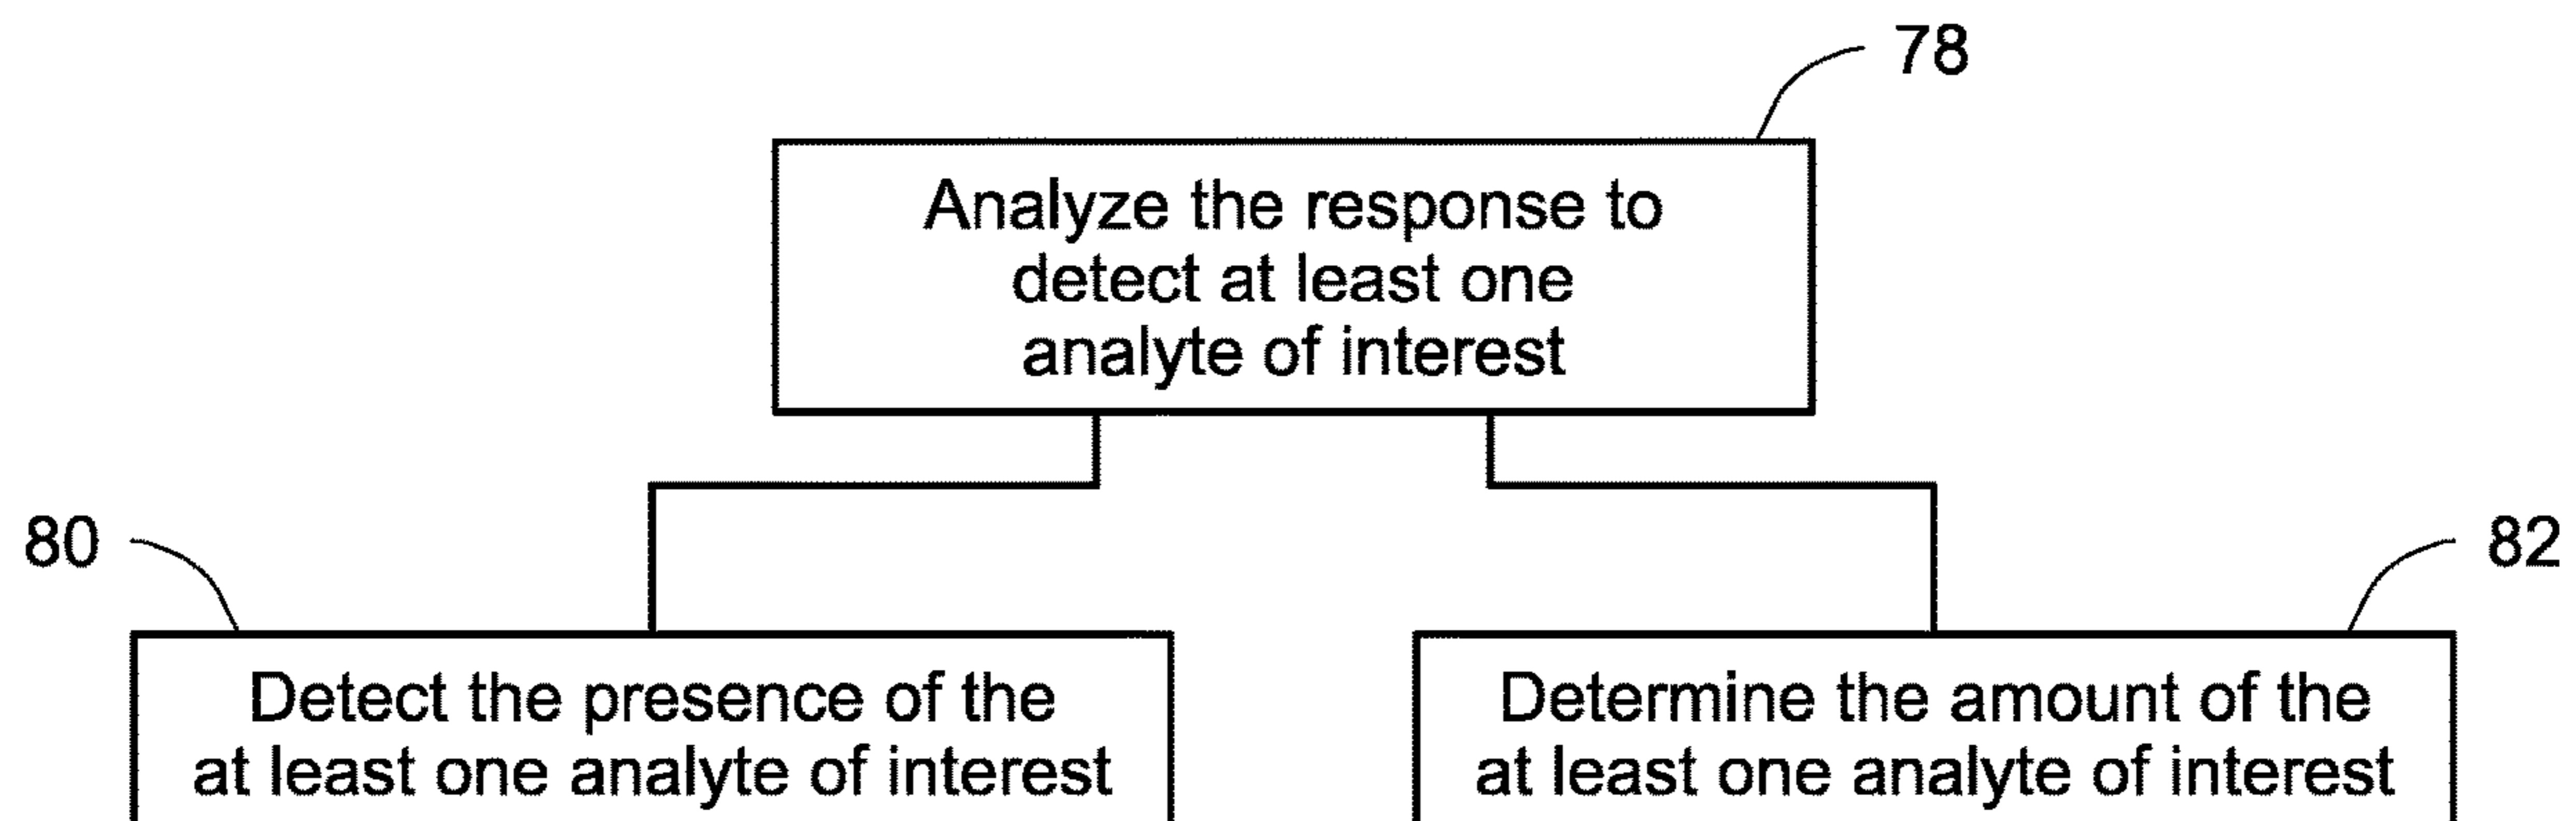 78
Analyze the response to
detect at least one
analyte of interest
80
82
Detect the presence of the
at least one analyte of interest
Determine the amount of the
at least one analyte of interest